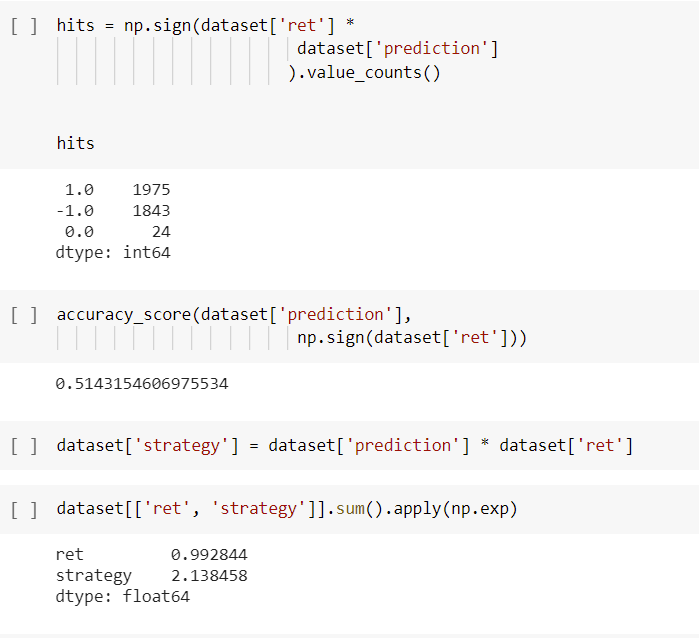 [ ] hits = np.sign(dataset['ret'] *
dataset['prediction']
).value_counts()
hits
1.0 1975
-1.0 1843
0.0 24
dtype: int64
[ ] accuracy_score(dataset['prediction'],
np.sign(dataset['ret']))
0.5143154606975534
[ ] dataset['strategy'] = dataset['prediction'] * dataset['ret']
[ ] dataset[['ret', 'strategy']].sum().apply(np.exp)
ret 0.992844
strategy 2.138458
dtype: float64